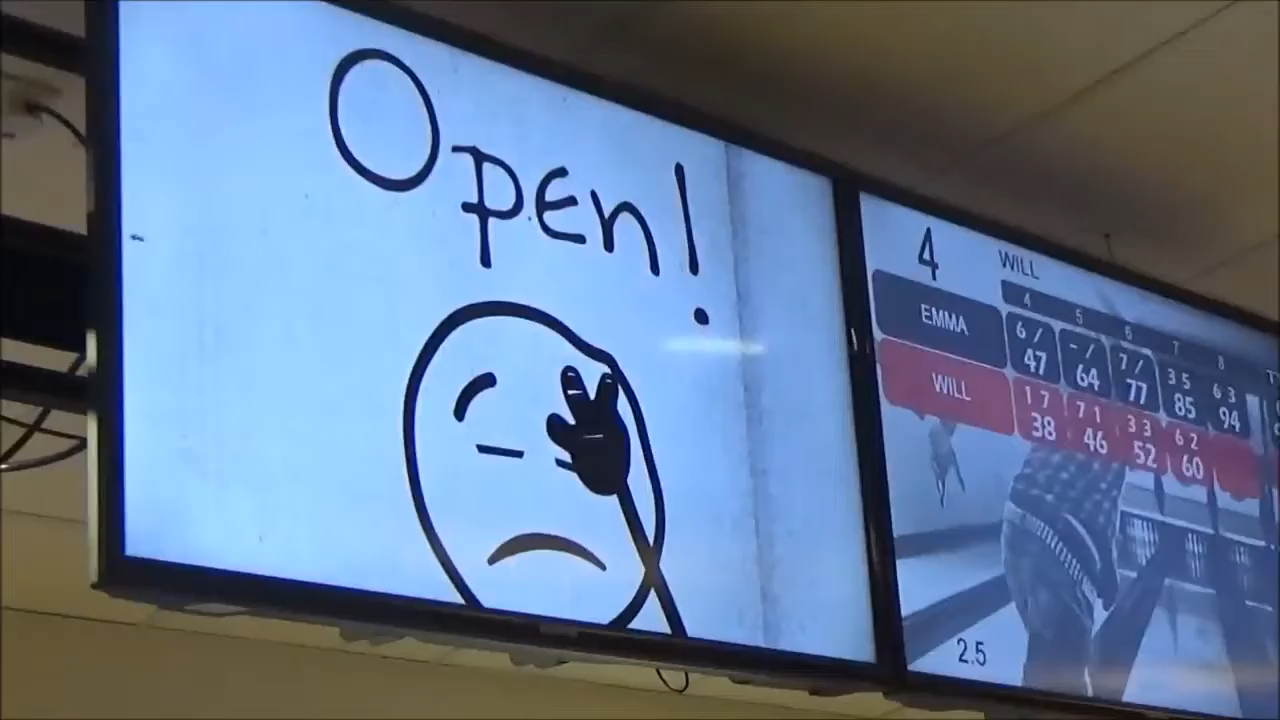 Open!
4 WILL
4 5 6 7 8
EMMA 6 / - / 7 / 3 5 6 3
47 64 77 85 94
WILL 1 7 7 1 3 3 6 2
38 46 52 60
2.5